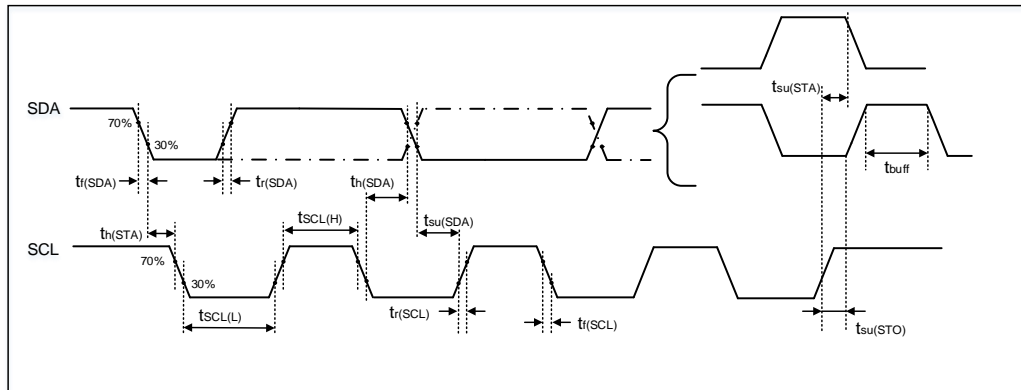 tsu(STA)
SDA
70%
30%
tbuff
tf(SDA)
tr(SDA)
th(SDA)
tSCL(H)
tsu(SDA)
th(STA)
SCL
70%
30%
tSCL(L)
tr(SCL)
tf(SCL)
tsu(STO)